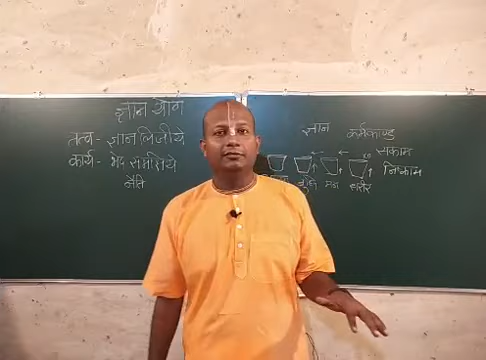 ज्ञान योग
तत्व - ज्ञान लिजीये
कार्य - भेद समझिये
नेति
ज्ञान कर्मकाण्ड
सकाम
निष्काम
मन शरीर